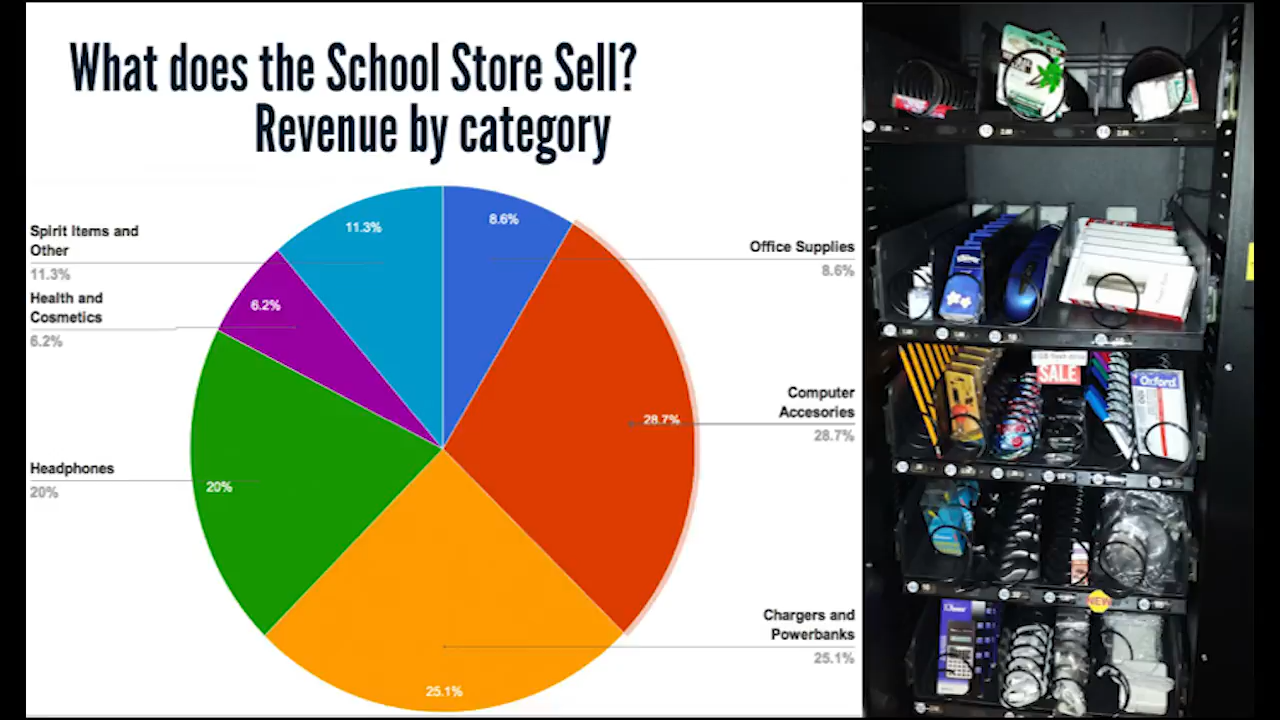 What does the School Store Sell?
Revenue by category
Spirit Items and
Other
11.3%
Health and
Cosmetics
6.2%
Headphones
20%
11.3%
8.6%
6.2%
28.7%
20%
25.1%
Office Supplies
8.6%
Computer
Accesories
28.7%
Chargers and
Powerbanks
25.1%
Kleenex
SALE
Oxford
NEW